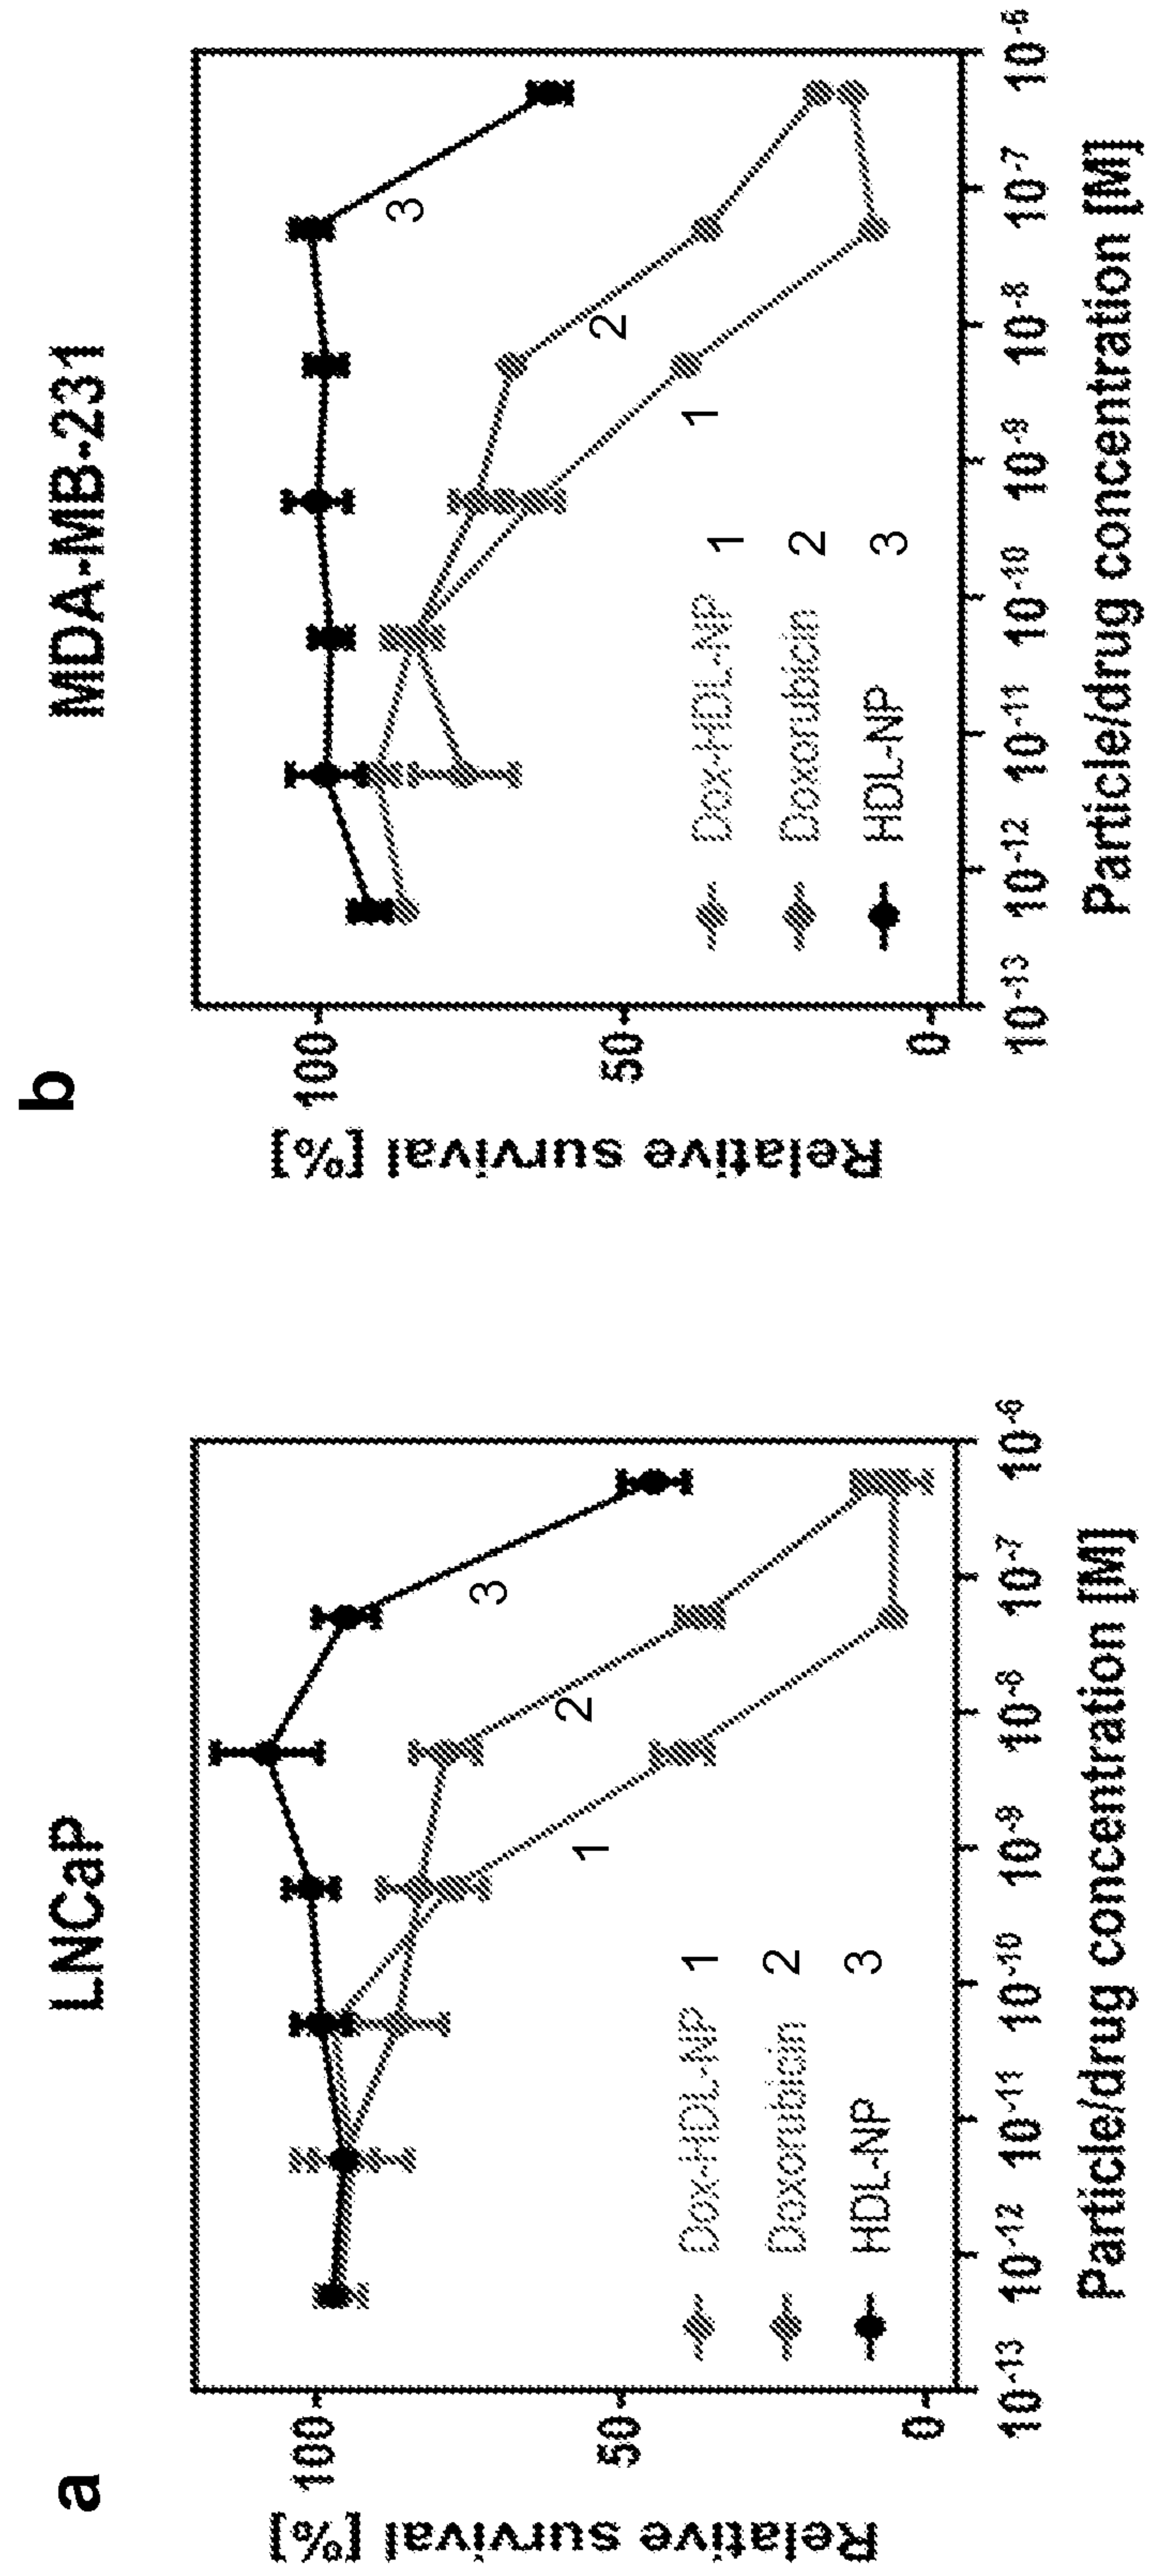 a
LNCaP
Relative survival [%]
100
50
0
1
2
3
Dox-HDL-NP 1
Doxorubicin 2
HDL-NP 3
10-13 10-12 10-11 10-10 10-9 10-8 10-7 10-6
Particle/drug concentration [M]
b
MDA-MB-231
Relative survival [%]
100
50
0
1
2
3
Dox-HDL-NP 1
Doxorubicin 2
HDL-NP 3
10-13 10-12 10-11 10-10 10-9 10-8 10-7 10-6
Particle/drug concentration [M]